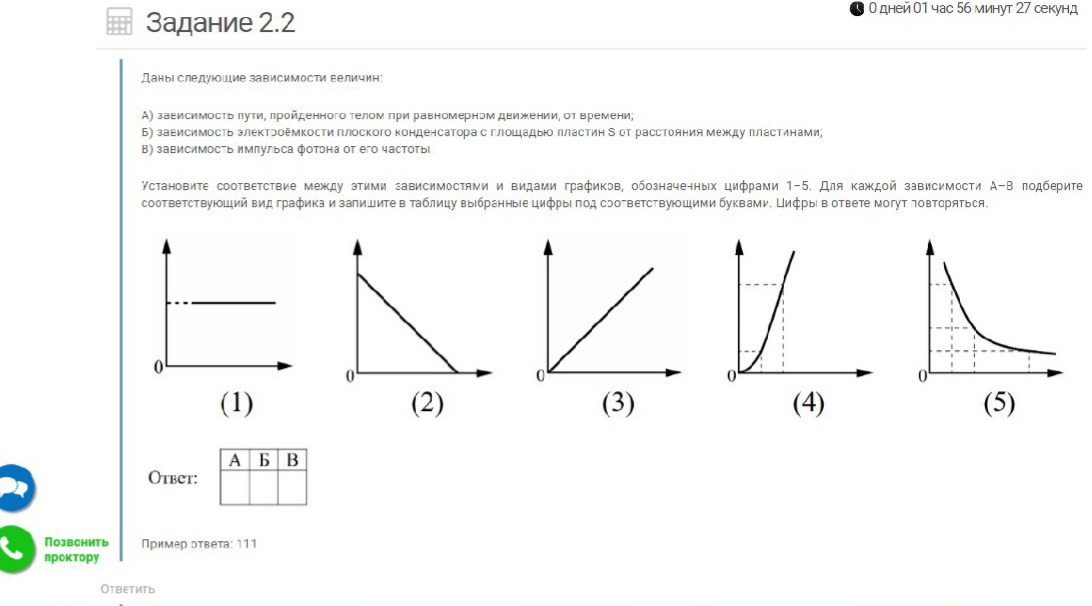 0 дней 01 час 56 минут 27 секунд
Задание 2.2
Даны следующие зависимости величин:
А) зависимость пути, пройденного телом при равномерном движении, от времени;
Б) зависимость электроёмкости плоского конденсатора с площадью пластин S от расстояния между пластинами;
В) зависимость импульса фотона от его частоты.
Установите соответствие между этими зависимостями и видами графиков, обозначенных цифрами 1–5. Для каждой зависимости А–В подберите
соответствующий вид графика и запишите в таблицу выбранные цифры под соответствующими буквами. Цифры в ответе могут повторяться.
0 0 0 0 0
(1) (2) (3) (4) (5)
А Б В
Ответ:
Позвонить
проктору
Пример ответа: 111
Ответить